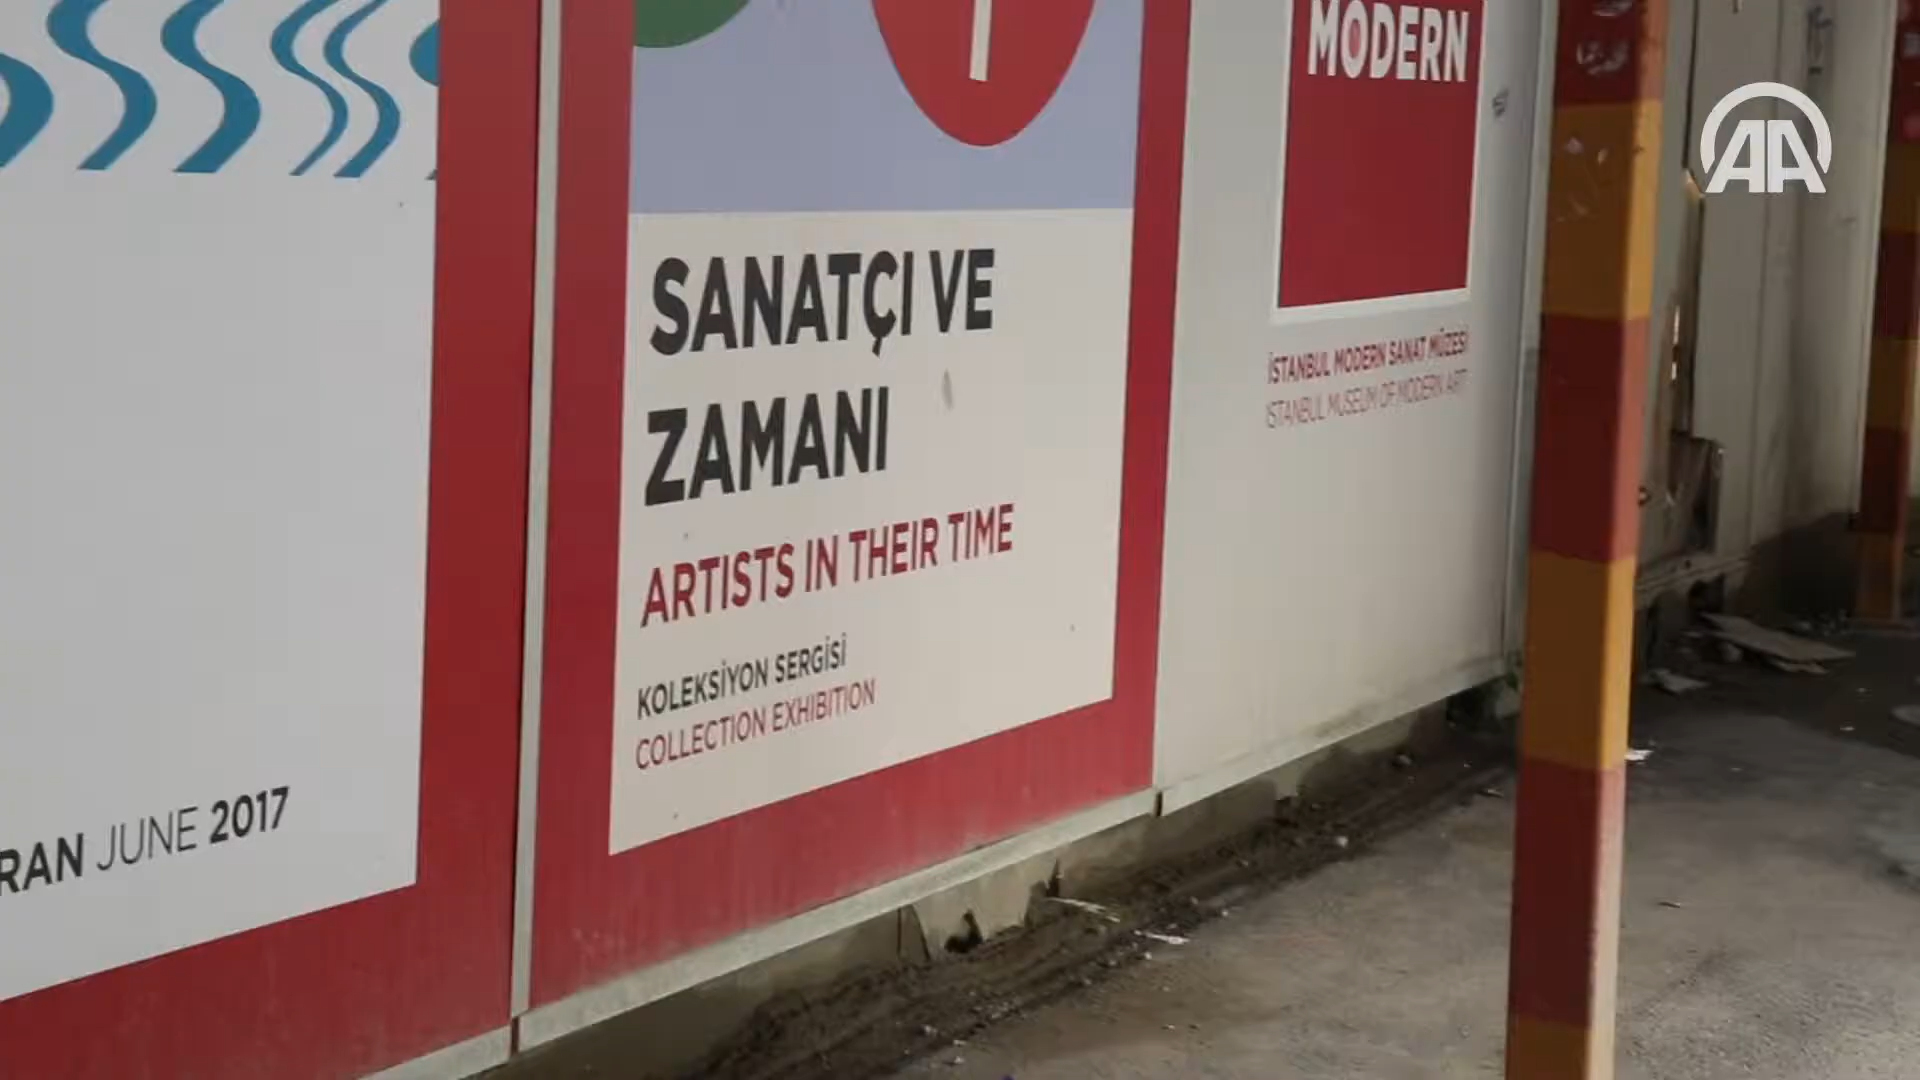 JUNE 2017
SANATÇI VE
ZAMANI
ARTISTS IN THEIR TIME
KOLEKSİYON SERGİSİ
COLLECTION EXHIBITION
MODERN
İSTANBUL MODERN SANAT MÜZESİ
ISTANBUL MUSEUM OF MODERN ART
AA